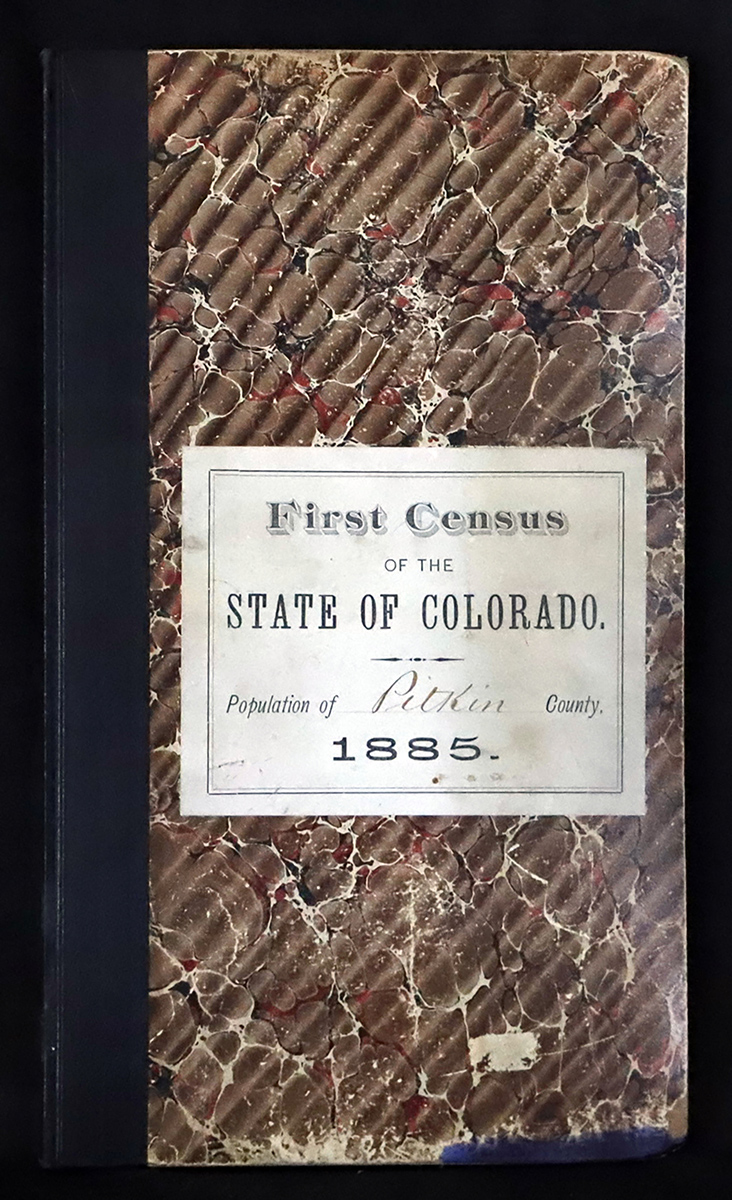 First Census
OF THE
STATE OF COLORADO.
Population of Pitkin County.
1885.